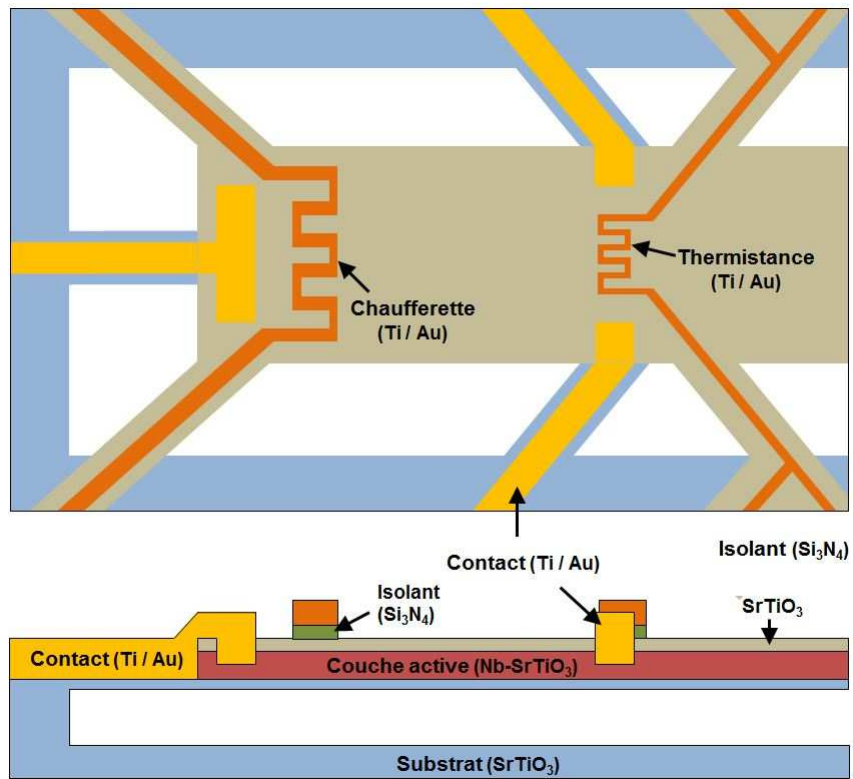 Thermistance
(Ti / Au)
Chaufferette
(Ti / Au)
Contact (Ti / Au)
Isolant (Si₃N₄)
Isolant
(Si₃N₄)
SrTiO₃
Contact (Ti / Au)
Couche active (Nb-SrTiO₃)
Substrat (SrTiO₃)